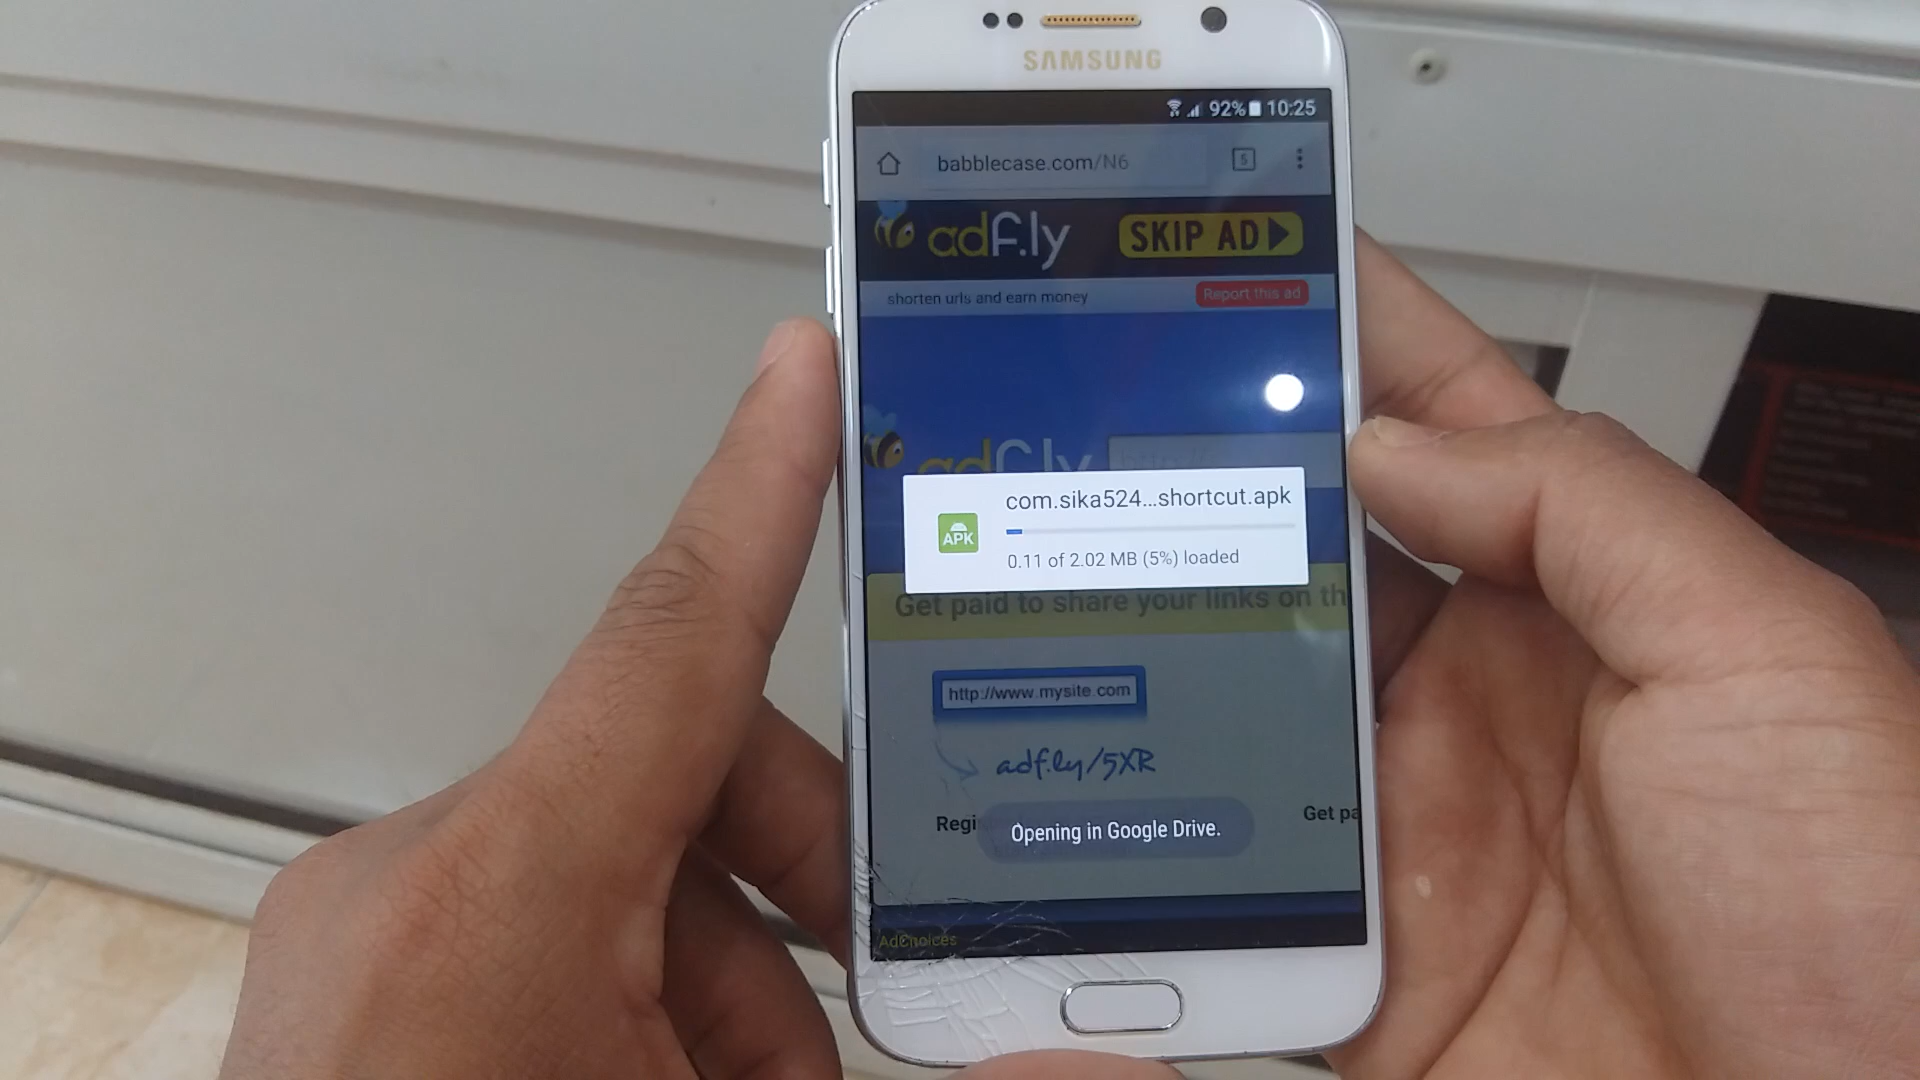 SAMSUNG
92% 10:25
babblecase.com/N6
5
adf.ly
SKIP AD
shorten urls and earn money
Report this ad
adf.ly
com.sika524...shortcut.apk
APK
0.11 of 2.02 MB (5%) loaded
Get paid to share your links on th
http://www.mysite.com
adf.ly/5XR
Regi
Get pa
Opening in Google Drive.
AdChoices